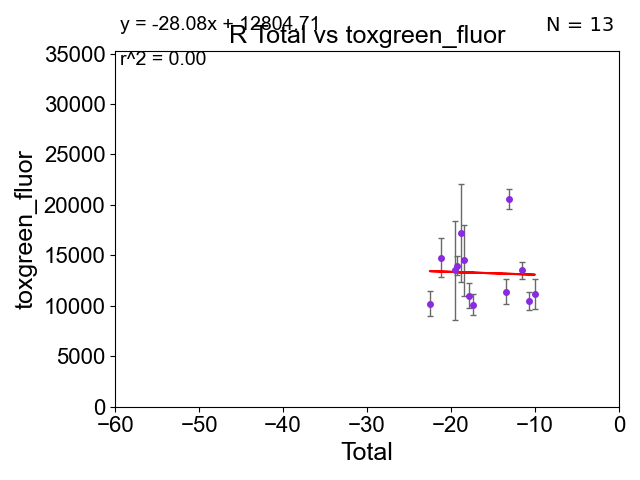 y = -28.08x + 12804.71
R Total vs toxgreen_fluor
N = 13
r^2 = 0.00
35000
30000
25000
20000
15000
10000
5000
0
toxgreen_fluor
−60
−50
−40
−30
−20
−10
0
Total